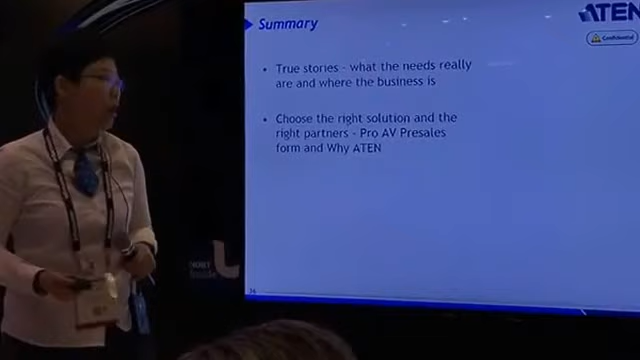 Summary
ATEN
Confidential
• True stories - what the needs really
are and where the business is
• Choose the right solution and the
right partners - Pro AV Presales
form and Why ATEN